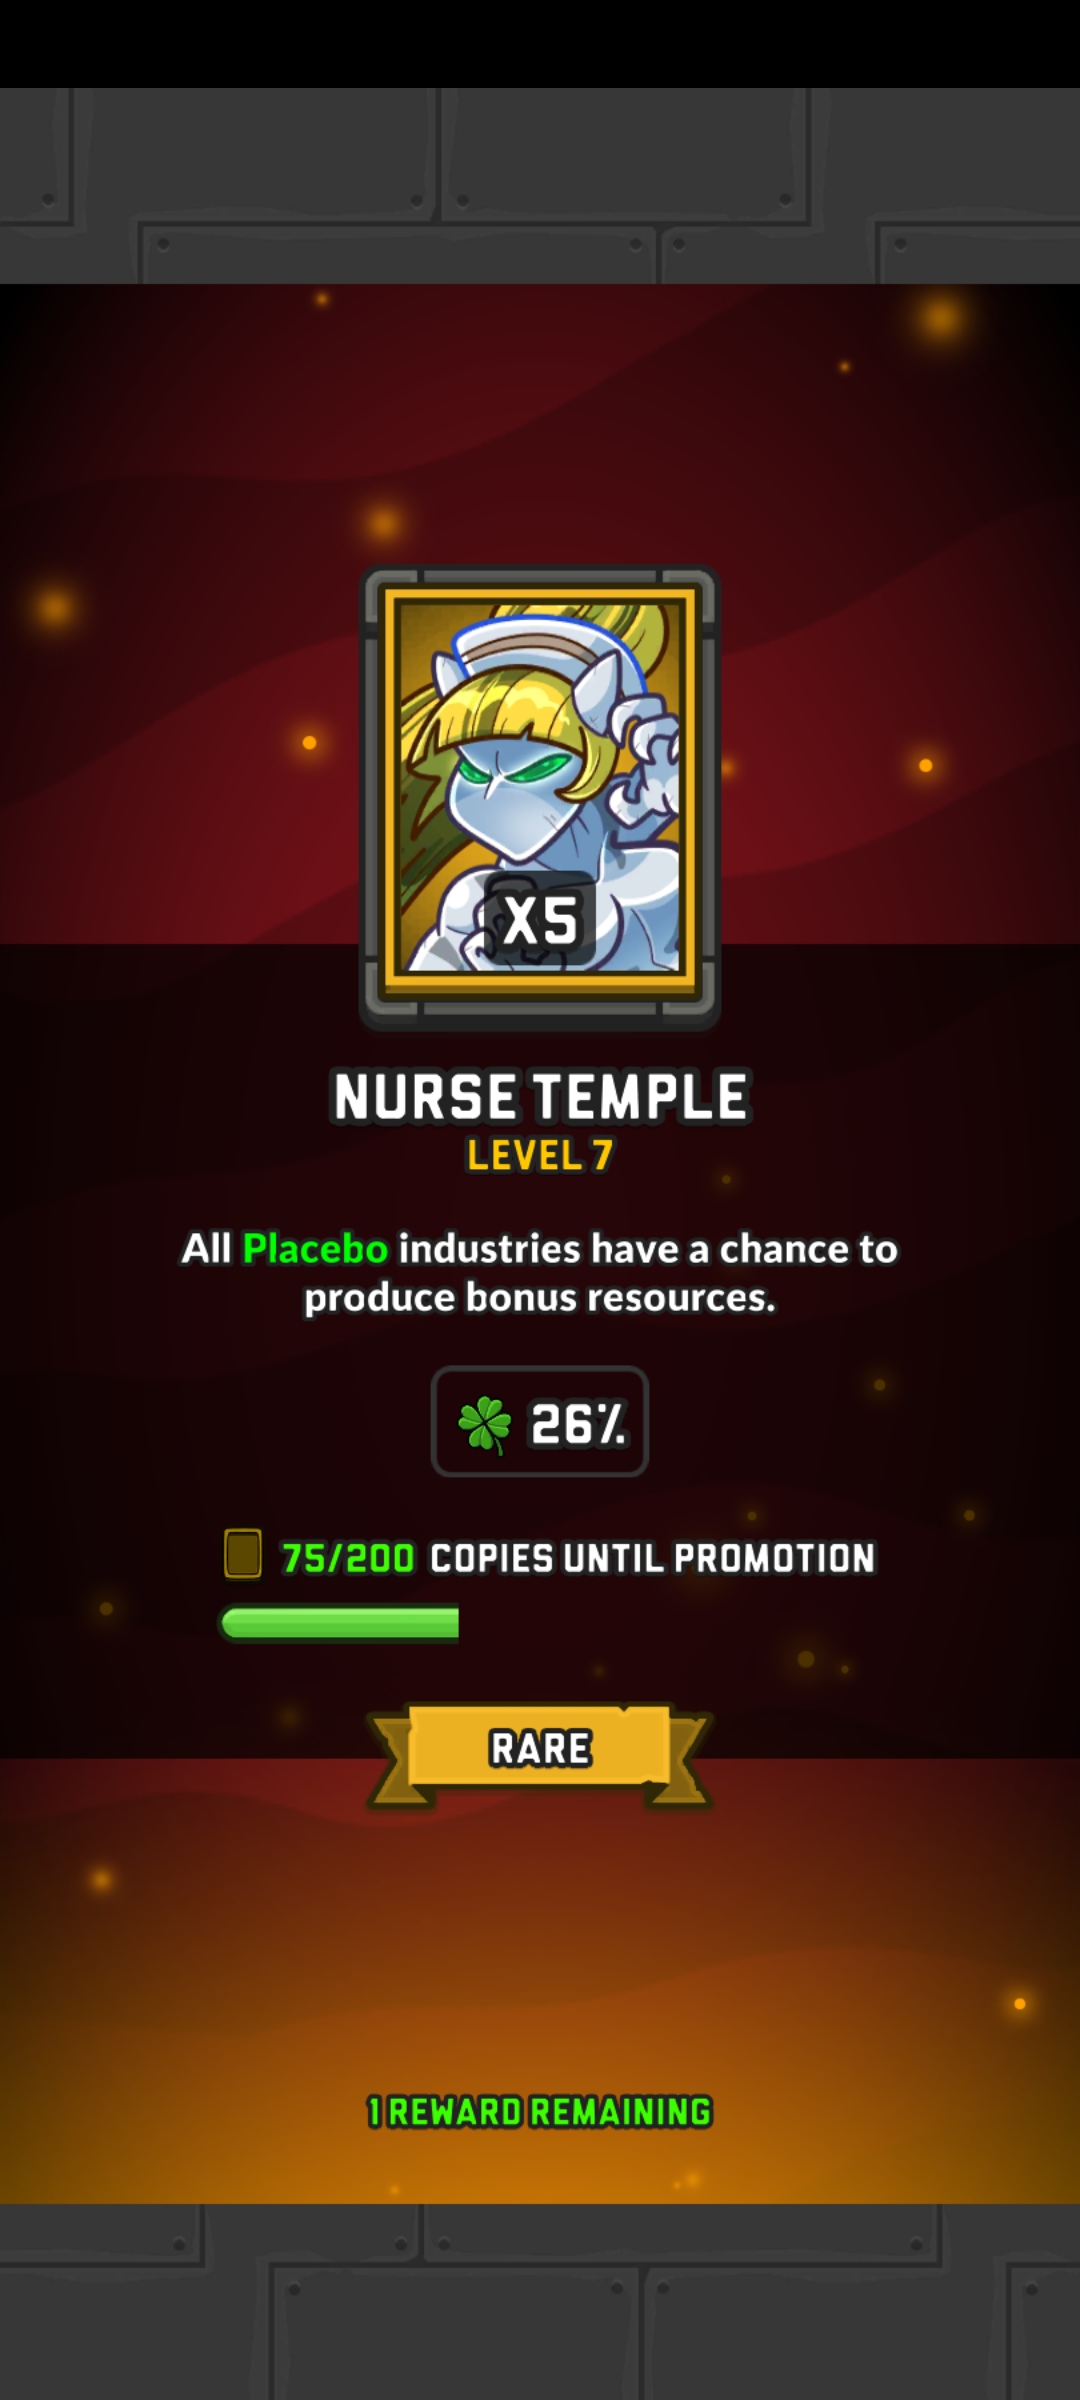 X5
NURSE TEMPLE
LEVEL 7
All Placebo industries have a chance to
produce bonus resources.
26%
75/200 COPIES UNTIL PROMOTION
RARE
1 REWARD REMAINING